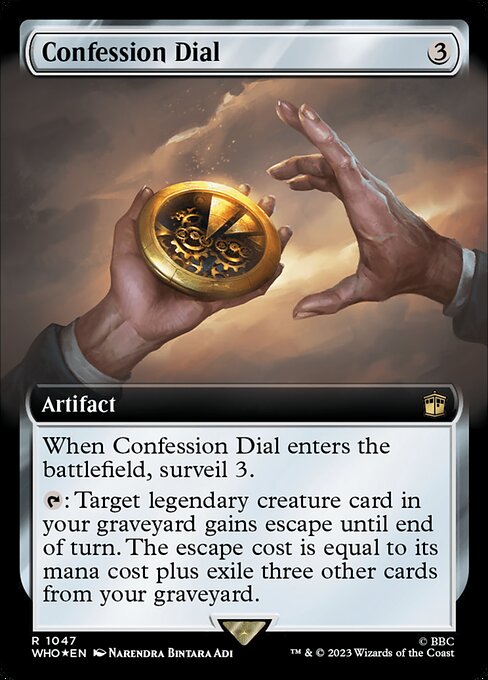 Confession Dial 3
Artifact
When Confession Dial enters the
battlefield, surveil 3.
: Target legendary creature card in
your graveyard gains escape until end
of turn. The escape cost is equal to its
mana cost plus exile three other cards
from your graveyard.
R 1047
WHO★EN Narendra Bintara Adi
© BBC
™ & © 2023 Wizards of the Coast